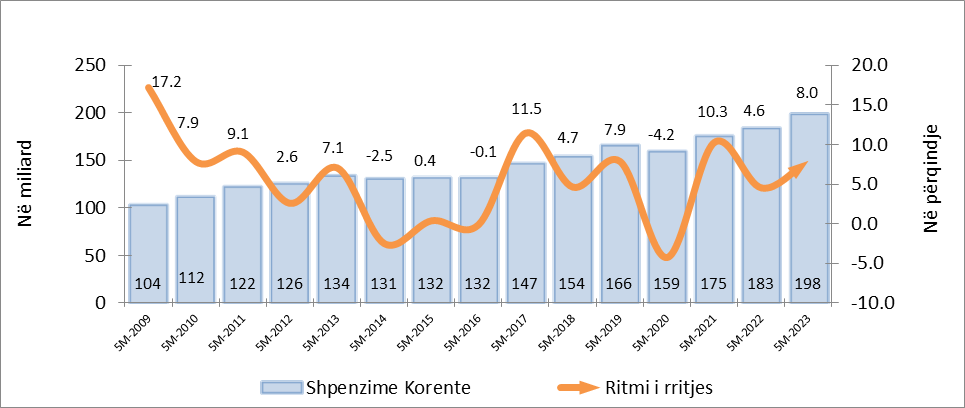 Në miliard
250
200
150
100
50
0
17.2 7.9 9.1 2.6 7.1 -2.5 0.4 -0.1 11.5 4.7 7.9 -4.2 10.3 4.6 8.0
104 112 122 126 134 131 132 132 147 154 166 159 175 183 198
5M-2009 5M-2010 5M-2011 5M-2012 5M-2013 5M-2014 5M-2015 5M-2016 5M-2017 5M-2018 5M-2019 5M-2020 5M-2021 5M-2022 5M-2023
20.0
15.0
10.0
5.0
0.0
-5.0
-10.0
Në përqindje
Shpenzime Korente Ritmi i rritjes